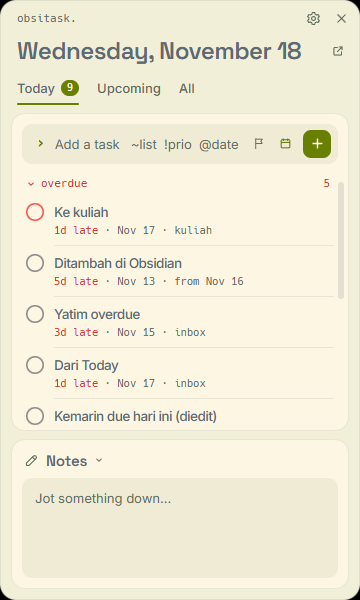 obsitask.
Wednesday, November 18
Today 9 Upcoming All
Add a task ~list !prio @date
overdue 5
Ke kuliah
1d late · Nov 17 · kuliah
Ditambah di Obsidian
5d late · Nov 13 · from Nov 16
Yatim overdue
3d late · Nov 15 · inbox
Dari Today
1d late · Nov 17 · inbox
Kemarin due hari ini (diedit)
Notes
Jot something down...